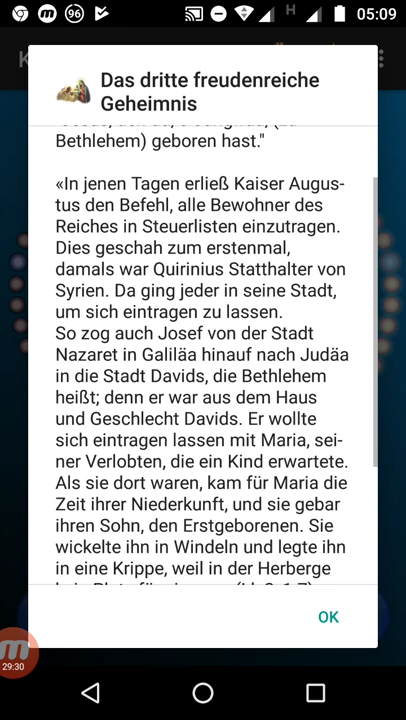 96
H
05:09
K
Das dritte freudenreiche
Geheimnis
Bethlehem) geboren hast."
«In jenen Tagen erließ Kaiser Augus-
tus den Befehl, alle Bewohner des
Reiches in Steuerlisten einzutragen.
Dies geschah zum erstenmal,
damals war Quirinius Statthalter von
Syrien. Da ging jeder in seine Stadt,
um sich eintragen zu lassen.
So zog auch Josef von der Stadt
Nazaret in Galiläa hinauf nach Judäa
in die Stadt Davids, die Bethlehem
heißt; denn er war aus dem Haus
und Geschlecht Davids. Er wollte
sich eintragen lassen mit Maria, sei-
ner Verlobten, die ein Kind erwartete.
Als sie dort waren, kam für Maria die
Zeit ihrer Niederkunft, und sie gebar
ihren Sohn, den Erstgeborenen. Sie
wickelte ihn in Windeln und legte ihn
in eine Krippe, weil in der Herberge
OK
29:30